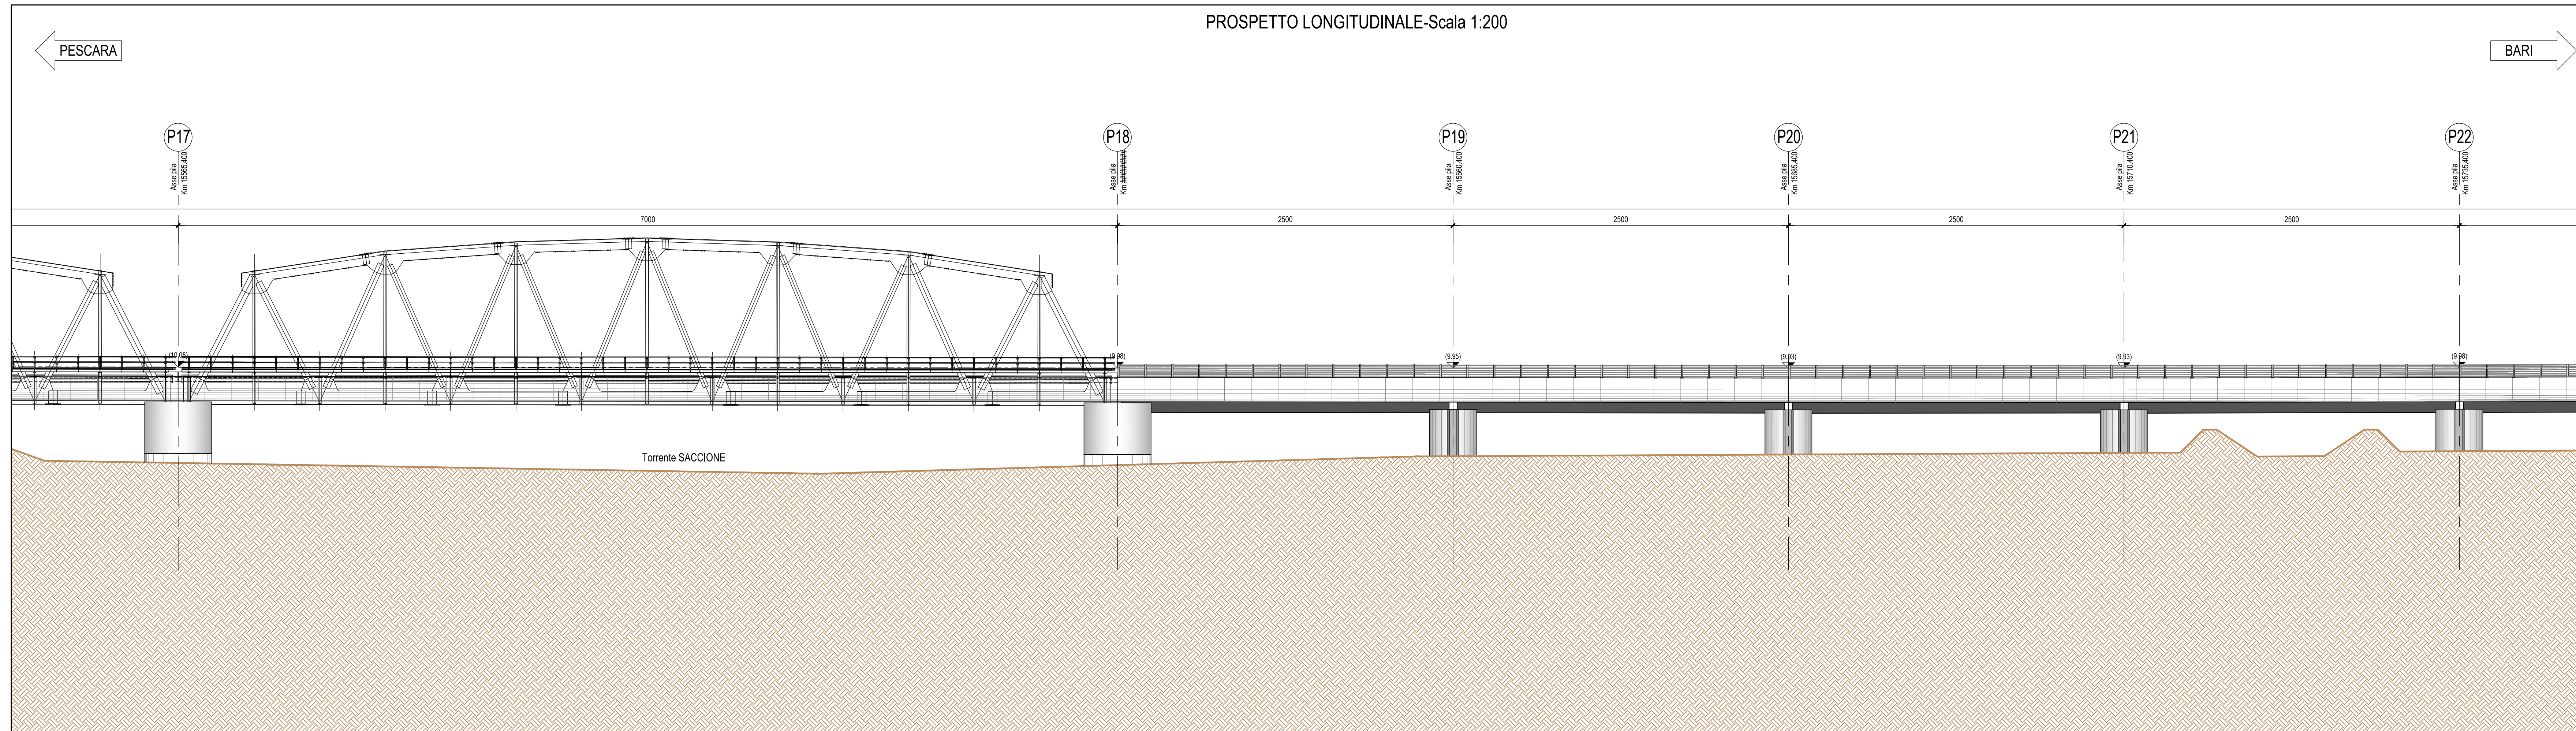 PROSPETTO LONGITUDINALE-Scala 1:200
PESCARA
BARI
P17
P18
P19
P20
P21
P22
Asse pila
Km 15565.400
Asse pila
Km #########
Asse pila
Km 15660.400
Asse pila
Km 15685.400
Asse pila
Km 15710.400
Asse pila
Km 15735.400
7000
2500
2500
2500
2500
(10.05)
(9.98)
(9.95)
(9.93)
(9.93)
(9.98)
Torrente SACCIONE